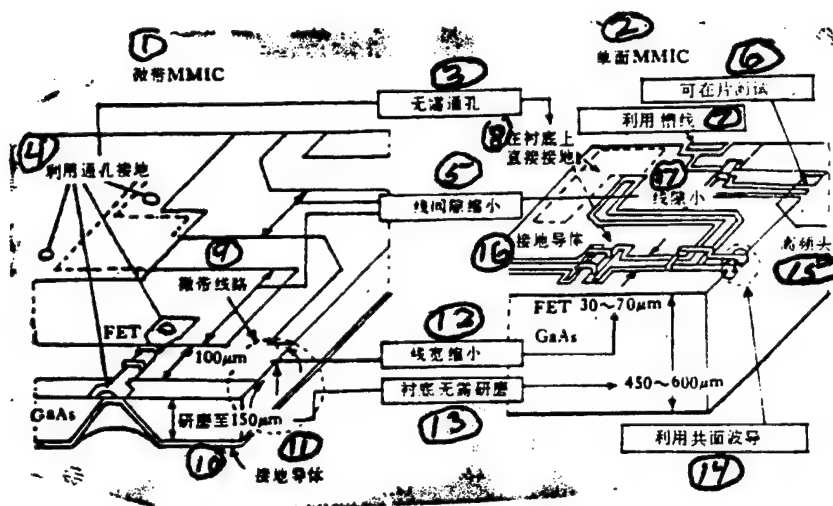 ①
微带MMIC
②
单面MMIC
③
无需通孔
⑥
可在片测试
利用槽线 ⑦
④
利用通孔接地
⑧在衬底上
直接接地
⑤
线间隙缩小
⑰
线隙小
⑨
微带线路
⑯
接地导体
高频头
⑮
FET
100μm
⑫
线宽缩小
FET 30～70μm
GaAs
GaAs
研磨至150μm
衬底无需研磨
450～600μm
⑪
⑬
⑩
接地导体
利用共面波导
⑭